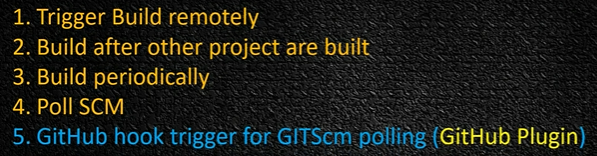 1. Trigger Build remotely
2. Build after other project are built
3. Build periodically
4. Poll SCM
5. GitHub hook trigger for GITScm polling (GitHub Plugin)